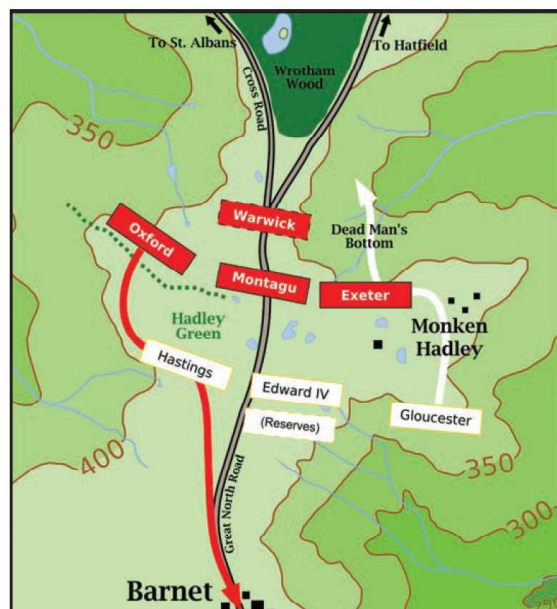 To St. Albans
To Hatfield
Wrotham
Wood
Cross Road
350
Oxford
Warwick
Dead Man's
Bottom
Montagu
Exeter
Hadley
Green
Monken
Hadley
Hastings
Edward IV
(Reserves)
Gloucester
400
350
300
Great North Road
Barnet